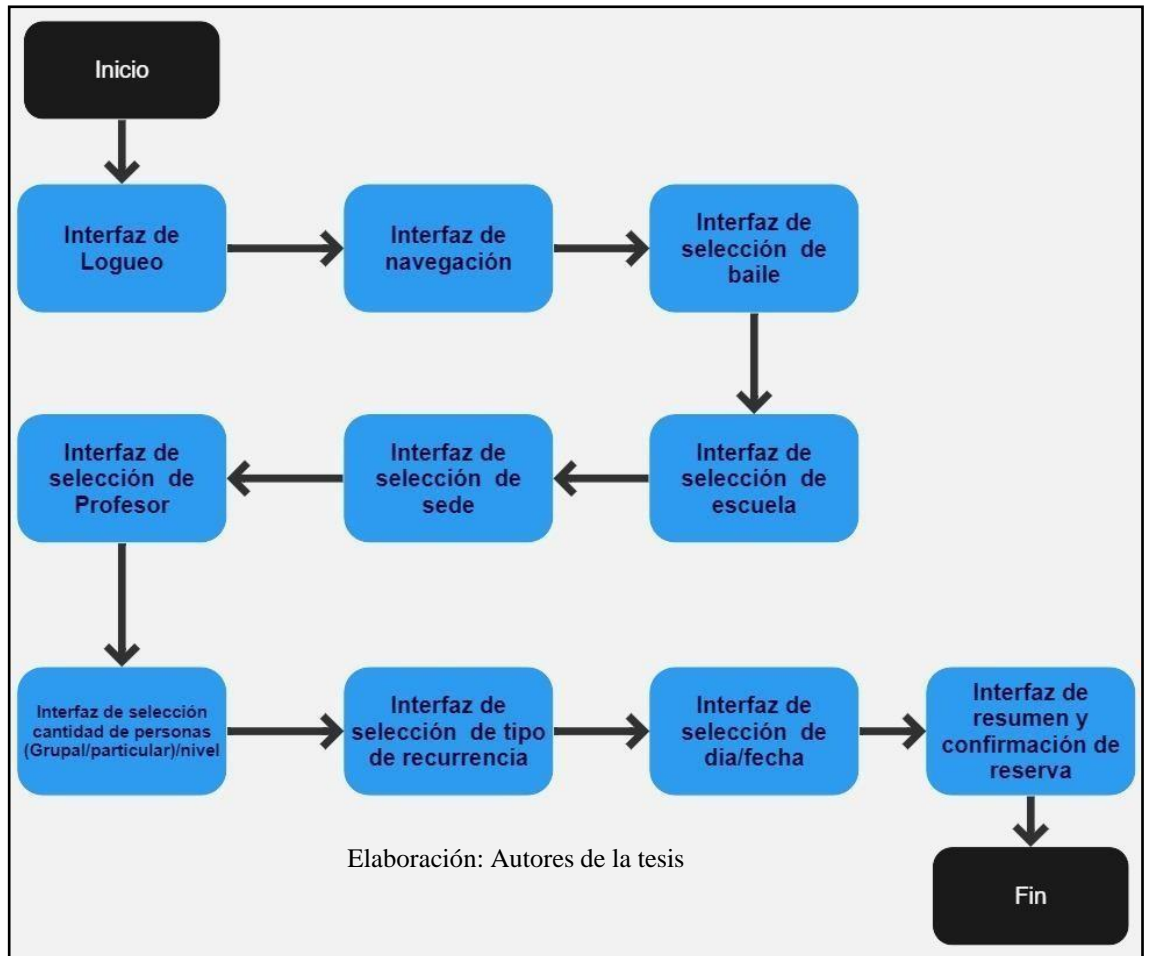 Inicio
Interfaz de
Logueo
Interfaz de
navegación
Interfaz de
selección de
baile
Interfaz de
selección de
escuela
Interfaz de
selección de
sede
Interfaz de
selección de
Profesor
Interfaz de selección
cantidad de personas
(Grupal/particular)/nivel
Interfaz de
selección de tipo
de recurrencia
Interfaz de
selección de
dia/fecha
Interfaz de
resumen y
confirmación de
reserva
Fin
Elaboración: Autores de la tesis